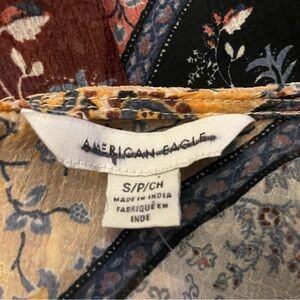 AMERICAN EAGLE
S/P/CH
MADE IN INDIA
FABRIQUÉ EN
INDE